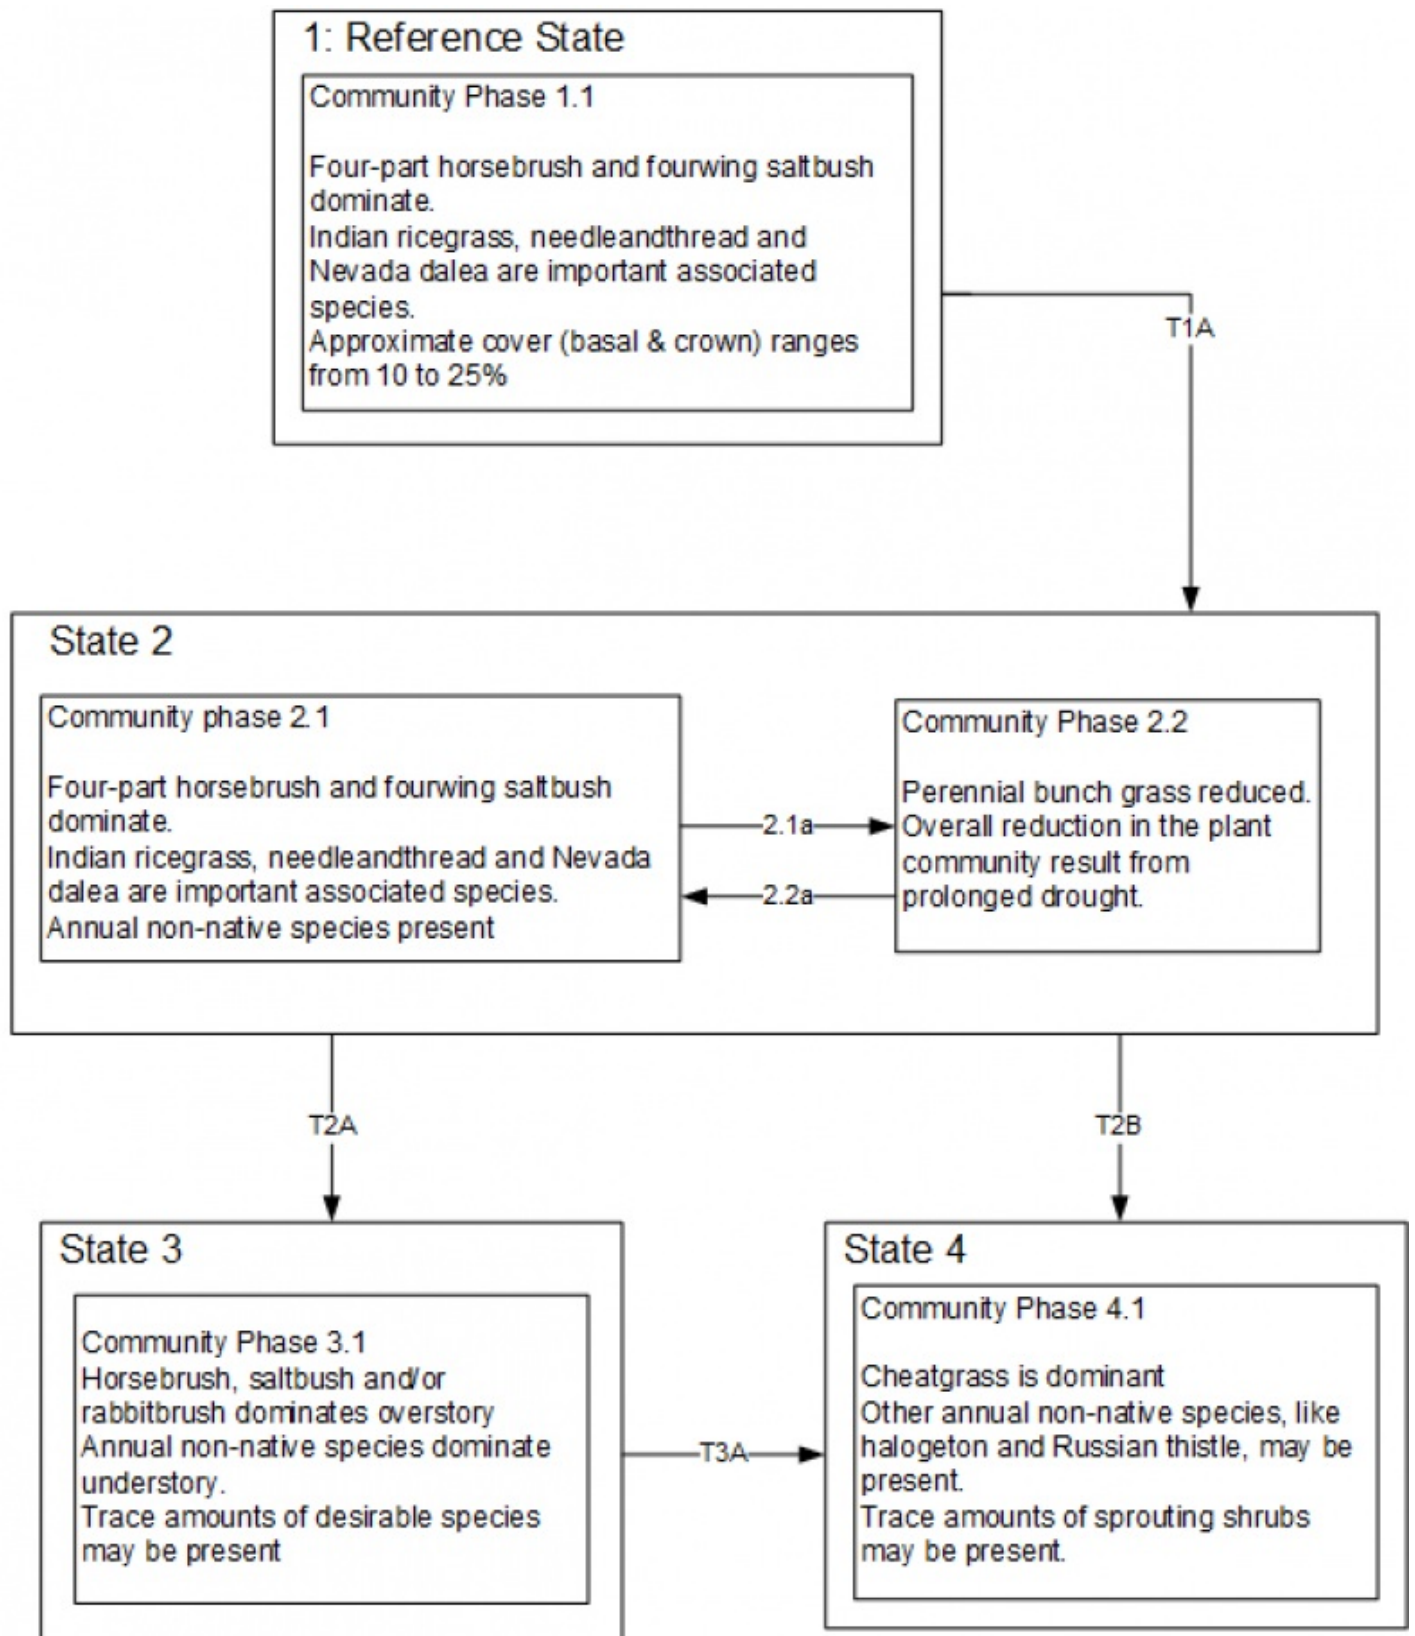 1: Reference State
Community Phase 1.1
Four-part horsebrush and fourwing saltbush
dominate.
Indian ricegrass, needleandthread and
Nevada dalea are important associated
species.
Approximate cover (basal & crown) ranges
from 10 to 25%
T1A
State 2
Community phase 2.1
Four-part horsebrush and fourwing saltbush
dominate.
Indian ricegrass, needleandthread and Nevada
dalea are important associated species.
Annual non-native species present
2.1a
2.2a
Community Phase 2.2
Perennial bunch grass reduced.
Overall reduction in the plant
community result from
prolonged drought.
T2A
T2B
State 3
Community Phase 3.1
Horsebrush, saltbush and/or
rabbitbrush dominates overstory
Annual non-native species dominate
understory.
Trace amounts of desirable species
may be present
T3A
State 4
Community Phase 4.1
Cheatgrass is dominant
Other annual non-native species, like
halogeton and Russian thistle, may be
present.
Trace amounts of sprouting shrubs
may be present.